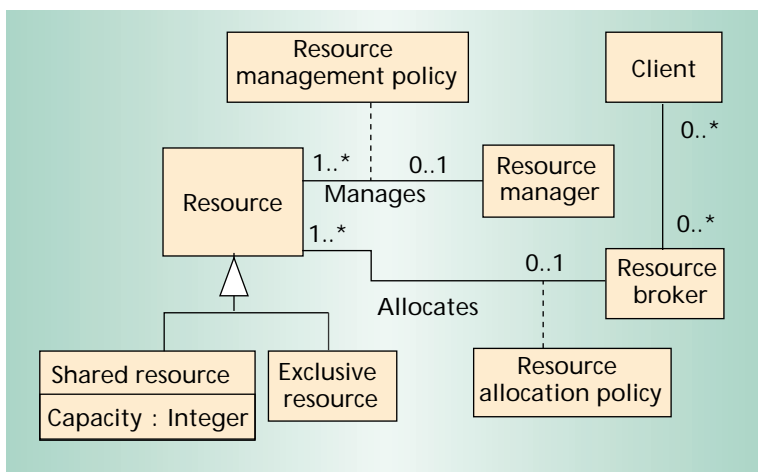 Resource
management policy
Client
0..*
1..*
0..1
Resource
manager
Manages
Resource
1..*
0..*
0..1
Resource
broker
Allocates
Shared resource
Capacity : Integer
Exclusive
resource
Resource
allocation policy